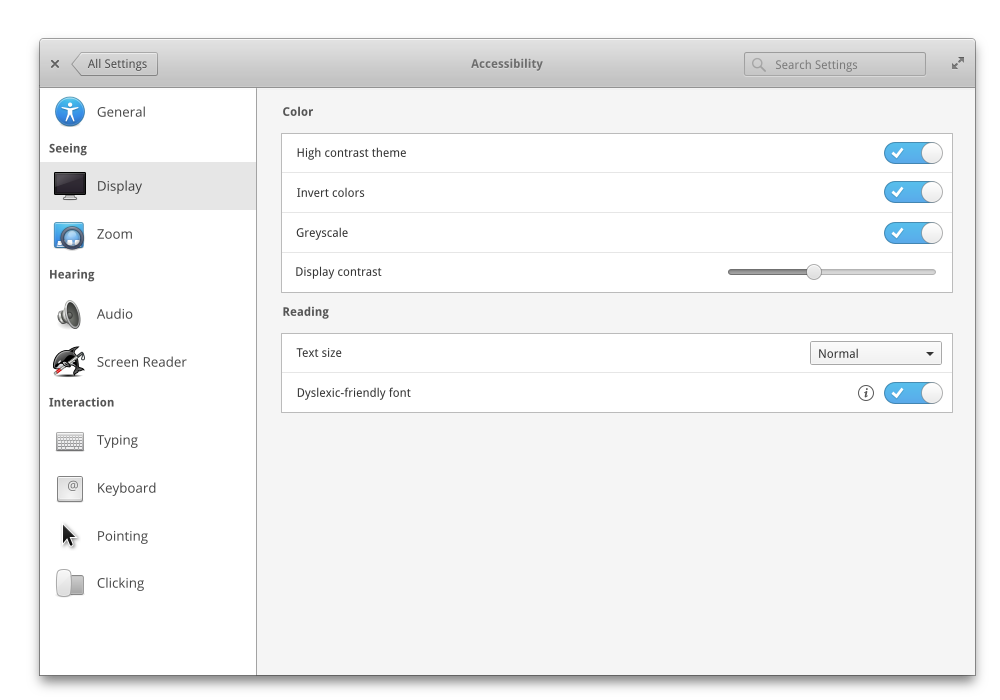 All Settings
Accessibility
Search Settings
General
Seeing
Display
Zoom
Hearing
Audio
Screen Reader
Interaction
Typing
Keyboard
Pointing
Clicking
Color
High contrast theme
Invert colors
Greyscale
Display contrast
Reading
Text size
Normal
Dyslexic-friendly font